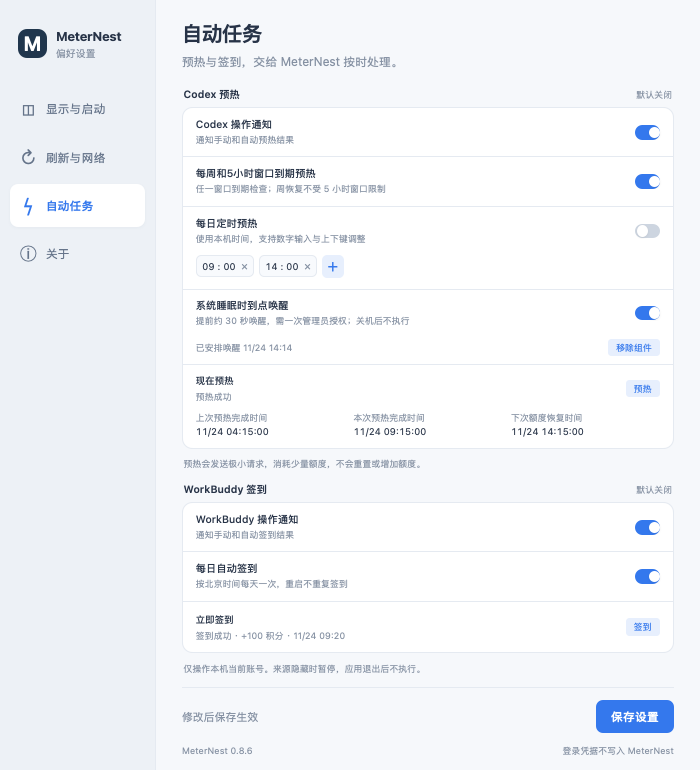 M
MeterNest
偏好设置
显示与启动
刷新与网络
自动任务
关于
自动任务
预热与签到，交给 MeterNest 按时处理。
Codex 预热
默认关闭
Codex 操作通知
通知手动和自动预热结果
每周和5小时窗口到期预热
任一窗口到期检查；周恢复不受 5 小时窗口限制
每日定时预热
使用本机时间，支持数字输入与上下键调整
09 : 00 ×
14 : 00 ×
+
系统睡眠时到点唤醒
提前约 30 秒唤醒，需一次管理员授权；关机后不执行
已安排唤醒 11/24 14:14
移除组件
现在预热
预热成功
预热
上次预热完成时间
本次预热完成时间
下次额度恢复时间
11/24 04:15:00
11/24 09:15:00
11/24 14:15:00
预热会发送极小请求，消耗少量额度，不会重置或增加额度。
WorkBuddy 签到
默认关闭
WorkBuddy 操作通知
通知手动和自动签到结果
每日自动签到
按北京时间每天一次，重启不重复签到
立即签到
签到成功 · +100 积分 · 11/24 09:20
签到
仅操作本机当前账号。来源隐藏时暂停，应用退出后不执行。
修改后保存生效
保存设置
MeterNest 0.8.6
登录凭据不写入 MeterNest